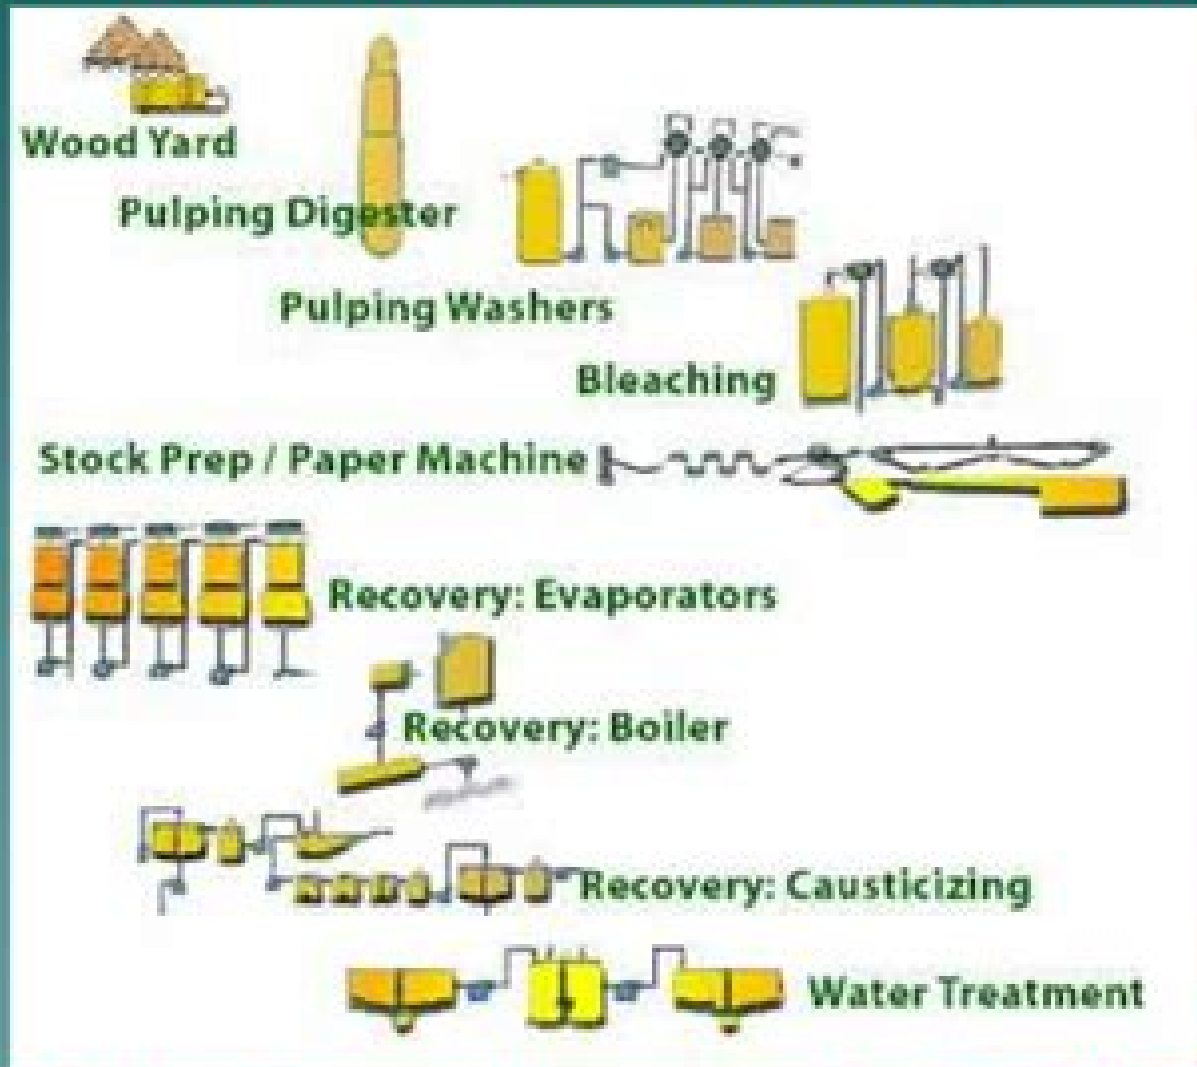 Wood Yard
Pulping Digester
Pulping Washers
Bleaching
Stock Prep / Paper Machine
Recovery: Evaporators
Recovery: Boiler
Recovery: Causticizing
Water Treatment